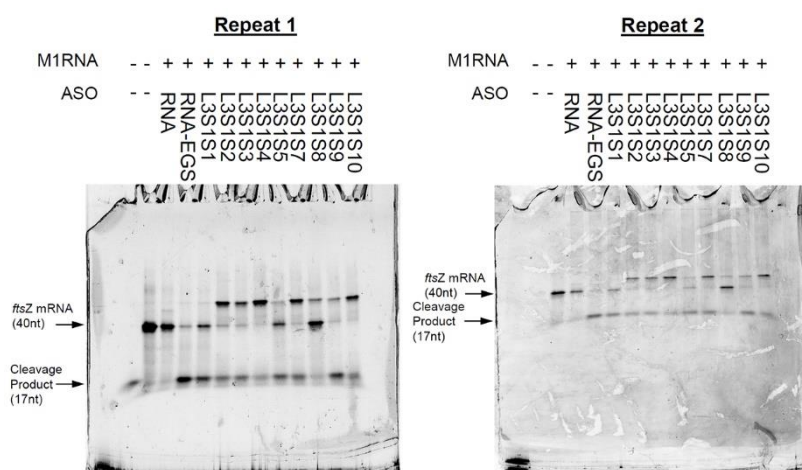 Repeat 1
M1RNA - - + + + + + + + + + + +
ASO - - RNA RNA-EGS L3S1S1 L3S1S2 L3S1S3 L3S1S4 L3S1S5 L3S1S7 L3S1S8 L3S1S9 L3S1S10
ftsZ mRNA
(40nt)
Cleavage
Product
(17nt)
Repeat 2
M1RNA - - + + + + + + + + + + +
ASO - - RNA RNA-EGS L3S1S1 L3S1S2 L3S1S3 L3S1S4 L3S1S5 L3S1S7 L3S1S8 L3S1S9 L3S1S10
ftsZ mRNA
(40nt)
Cleavage
Product
(17nt)